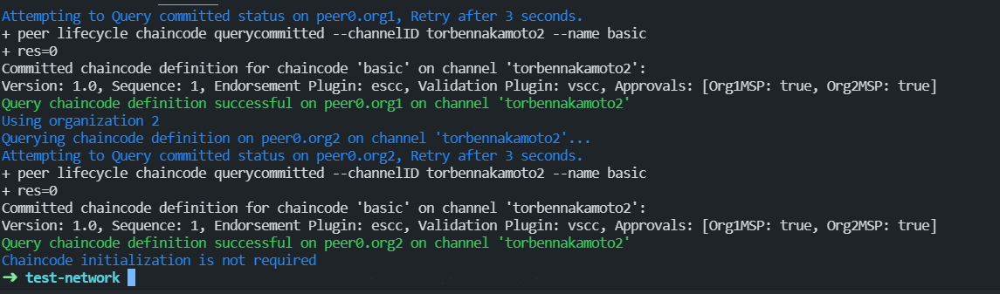 Attempting to Query committed status on peer0.org1, Retry after 3 seconds.
+ peer lifecycle chaincode querycommitted --channelID torbennakamoto2 --name basic
+ res=0
Committed chaincode definition for chaincode 'basic' on channel 'torbennakamoto2':
Version: 1.0, Sequence: 1, Endorsement Plugin: escc, Validation Plugin: vscc, Approvals: [Org1MSP: true, Org2MSP: true]
Query chaincode definition successful on peer0.org1 on channel 'torbennakamoto2'
Using organization 2
Querying chaincode definition on peer0.org2 on channel 'torbennakamoto2'...
Attempting to Query committed status on peer0.org2, Retry after 3 seconds.
+ peer lifecycle chaincode querycommitted --channelID torbennakamoto2 --name basic
+ res=0
Committed chaincode definition for chaincode 'basic' on channel 'torbennakamoto2':
Version: 1.0, Sequence: 1, Endorsement Plugin: escc, Validation Plugin: vscc, Approvals: [Org1MSP: true, Org2MSP: true]
Query chaincode definition successful on peer0.org2 on channel 'torbennakamoto2'
Chaincode initialization is not required
➜ test-network